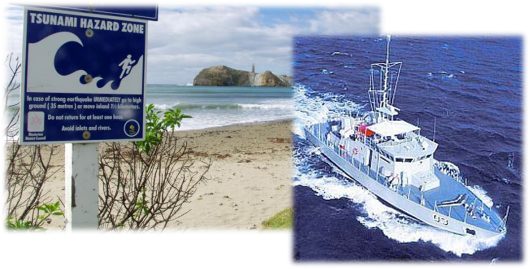 TSUNAMI HAZARD ZONE
In case of strong earthquake IMMEDIATELY go to high
ground ( 35 metres ) or move inland
Do not return for at least one hour.
Avoid inlets and rivers.
03